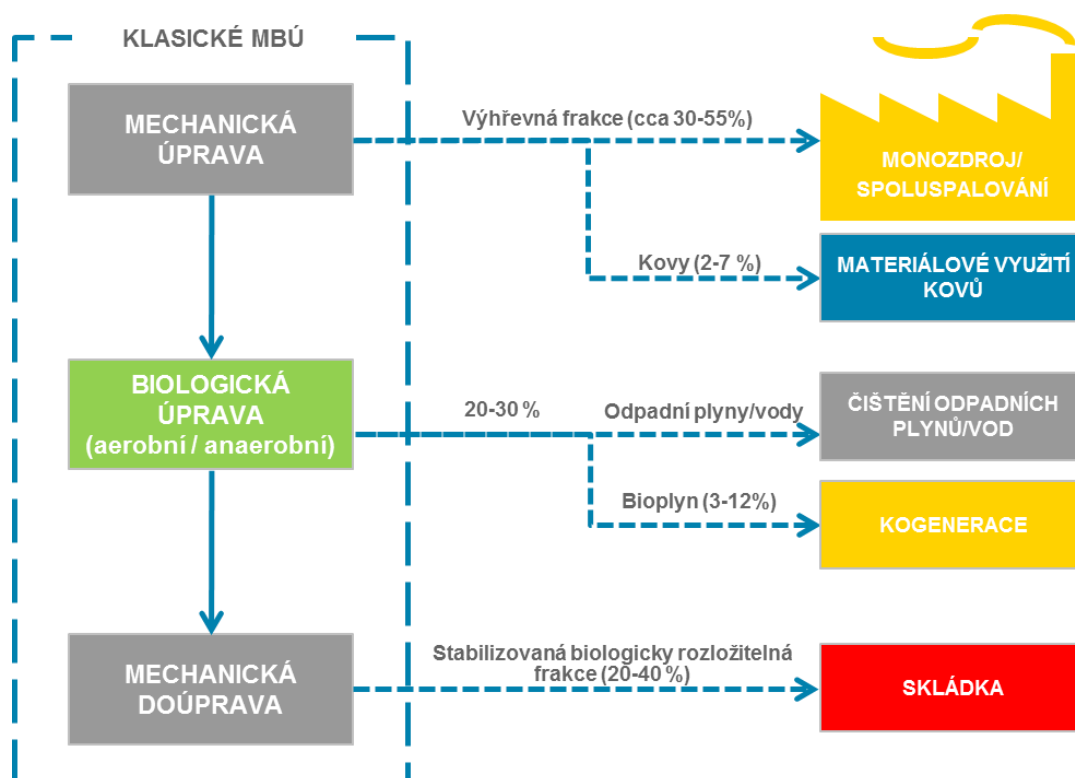 KLASICKÉ MBÚ
MECHANICKÁ
ÚPRAVA
Výhřevná frakce (cca 30-55%)
MONOZDROJ/
SPOLUSPALOVÁNÍ
Kovy (2-7 %)
MATERIÁLOVÉ VYUŽITÍ
KOVŮ
BIOLOGICKÁ
ÚPRAVA
(aerobní / anaerobní)
20-30 %
Odpadní plyny/vody
ČIŠTĚNÍ ODPADNÍCH
PLYNŮ/VOD
Bioplyn (3-12%)
KOGENERACE
MECHANICKÁ
DOÚPRAVA
Stabilizovaná biologicky rozložitelná
frakce (20-40 %)
SKLÁDKA